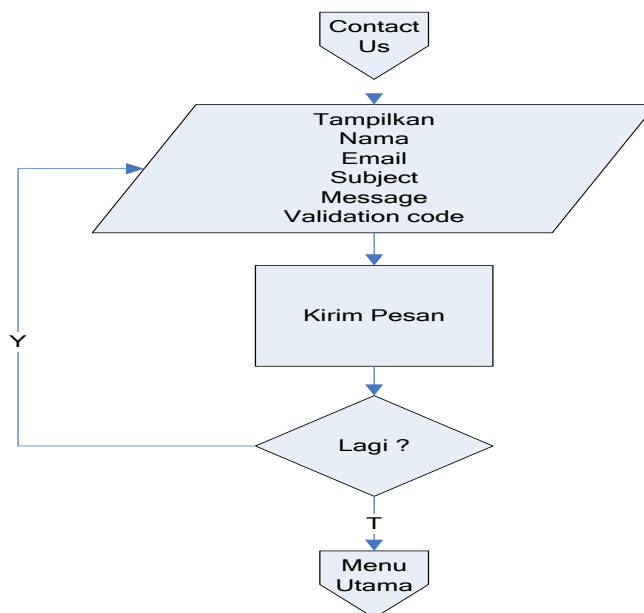 Contact
Us
Tampilkan
Nama
Email
Subject
Message
Validation code
Kirim Pesan
Y
Lagi ?
T
Menu
Utama